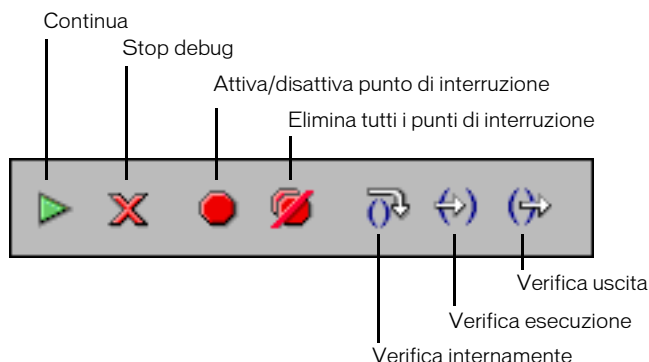 Continua
Stop debug
Attiva/disattiva punto di interruzione
Elimina tutti i punti di interruzione
Verifica uscita
Verifica esecuzione
Verifica internamente